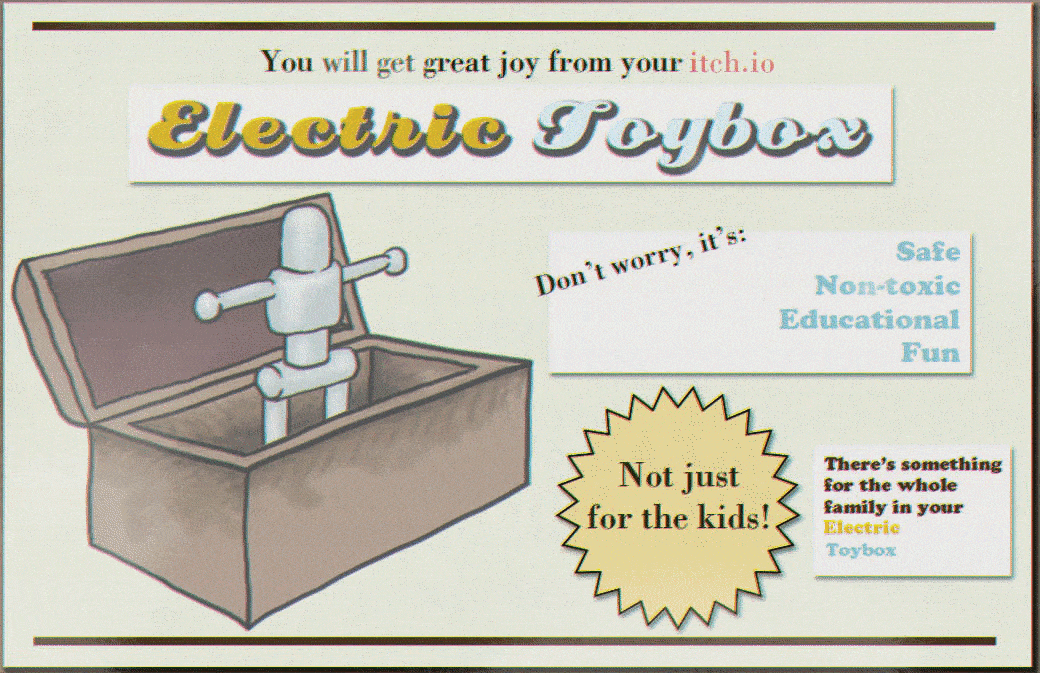 You will get great joy from your itch.io
Electric Toybox
Don't worry, it's:
Safe
Non-toxic
Educational
Fun
Not just
for the kids!
There's something
for the whole
family in your
Electric
Toybox